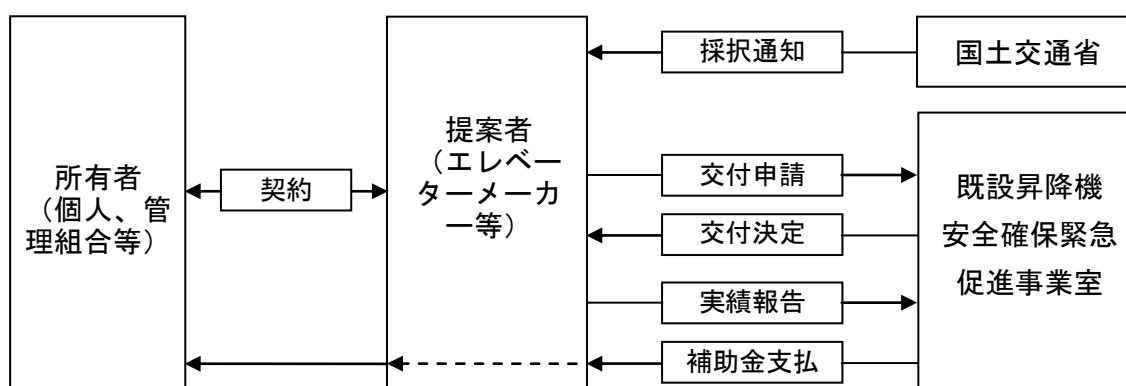 所有者
（個人、管
理組合等）
契約
提案者
（エレベー
ターメーカ
ー等）
採択通知
国土交通省
交付申請
交付決定
実績報告
補助金支払
既設昇降機
安全確保緊急
促進事業室